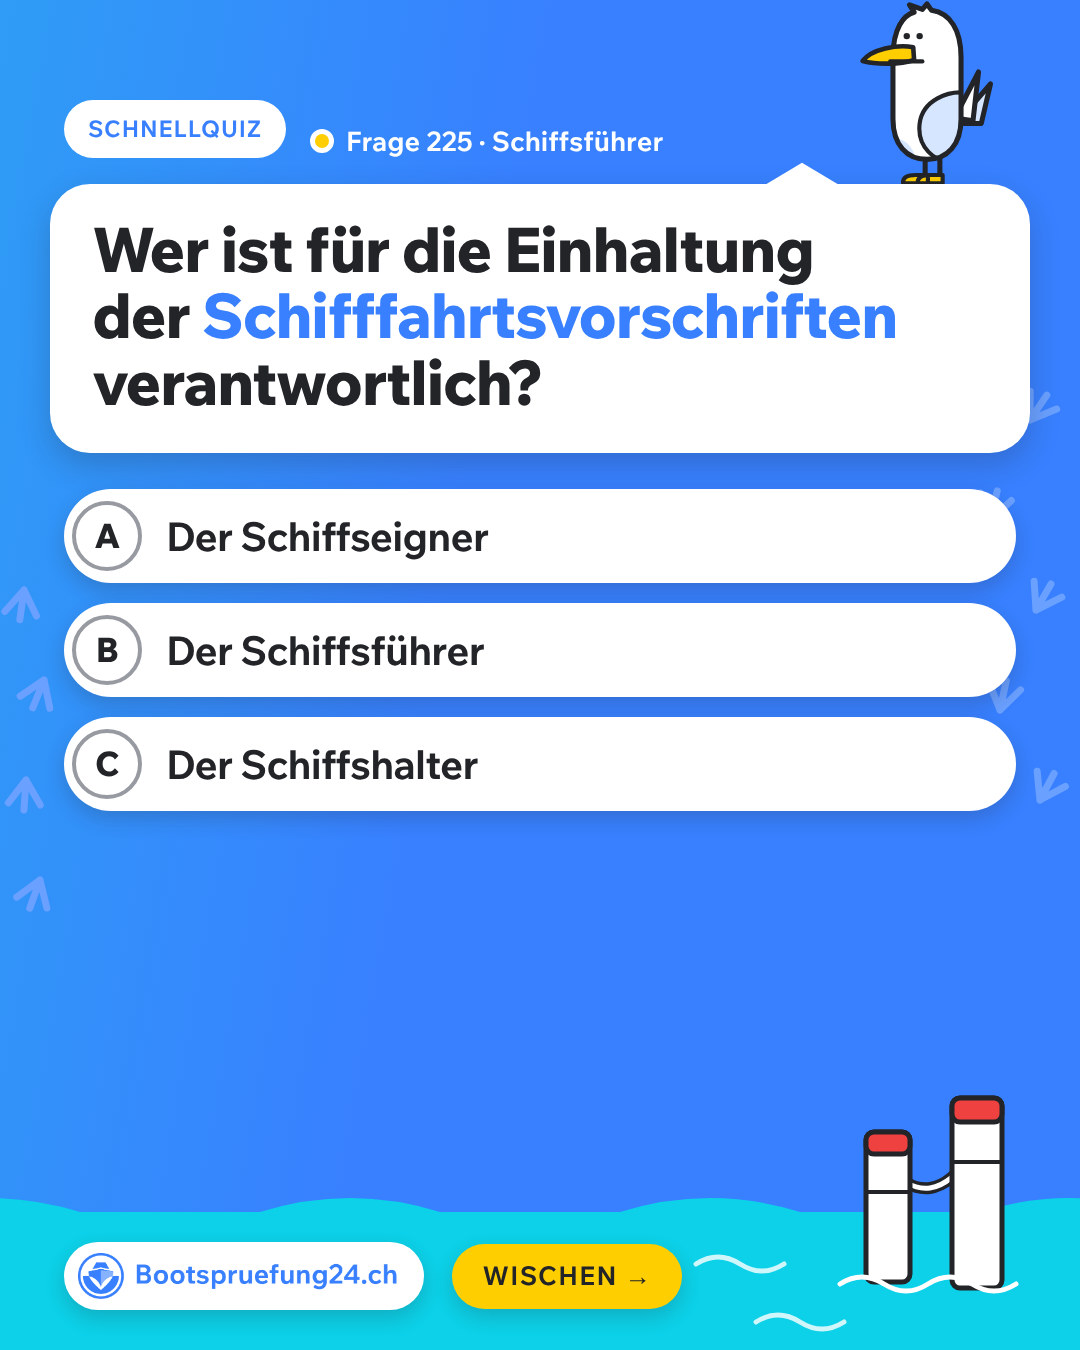 SCHNELLQUIZ
Frage 225 · Schiffsführer
Wer ist für die Einhaltung
der Schifffahrtsvorschriften
verantwortlich?
A Der Schiffseigner
B Der Schiffsführer
C Der Schiffshalter
Bootspruefung24.ch
WISCHEN →